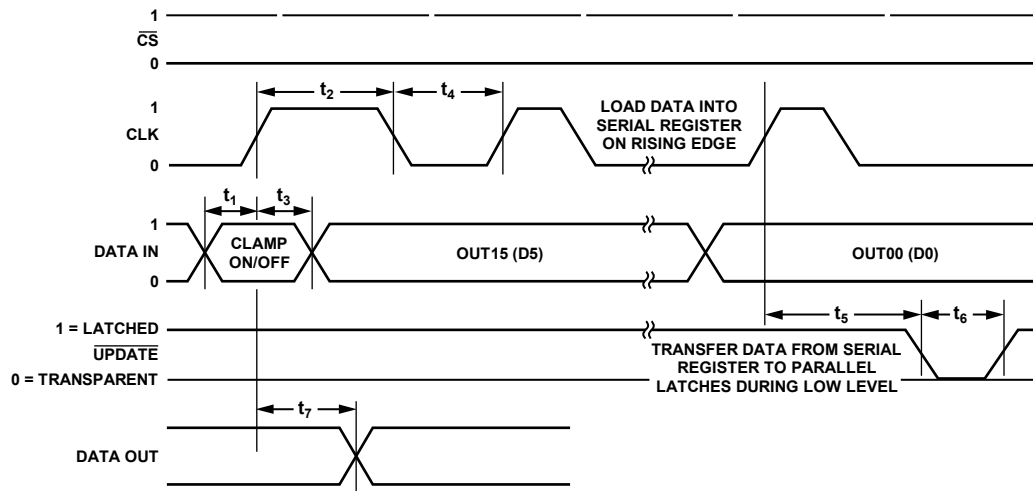 1
CS
0
t2
t4
1
CLK
0
LOAD DATA INTO
SERIAL REGISTER
ON RISING EDGE
t1
t3
1
DATA IN
0
CLAMP
ON/OFF
OUT15 (D5)
OUT00 (D0)
t5
t6
1 = LATCHED
UPDATE
0 = TRANSPARENT
TRANSFER DATA FROM SERIAL
REGISTER TO PARALLEL
LATCHES DURING LOW LEVEL
t7
DATA OUT